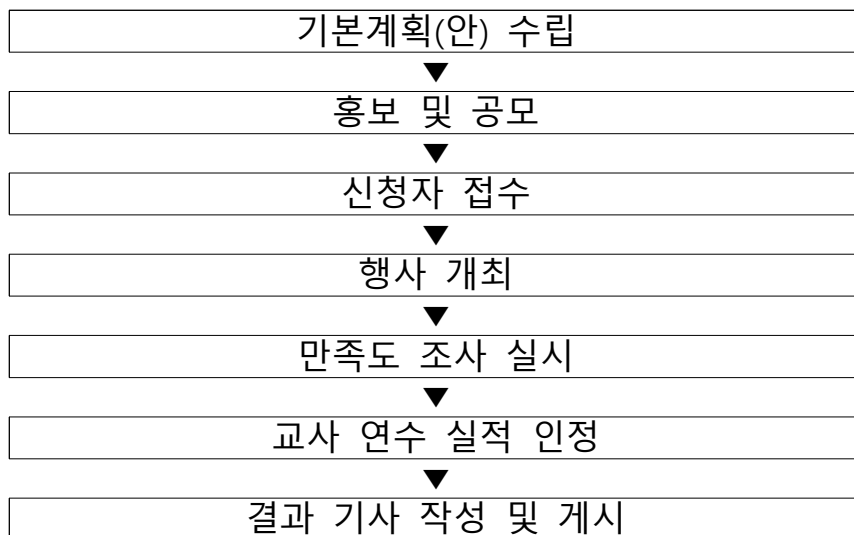 기본계획(안) 수립
▼
홍보 및 공모
▼
신청자 접수
▼
행사 개최
▼
만족도 조사 실시
▼
교사 연수 실적 인정
▼
결과 기사 작성 및 게시